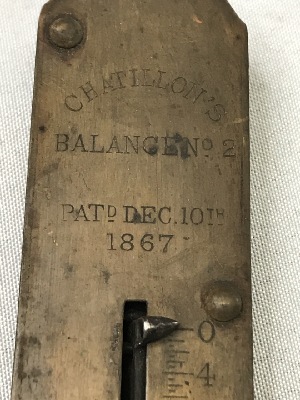 CHATILLON'S
BALANCE Nº 2
PATD DEC. 10TH
1867
0
4